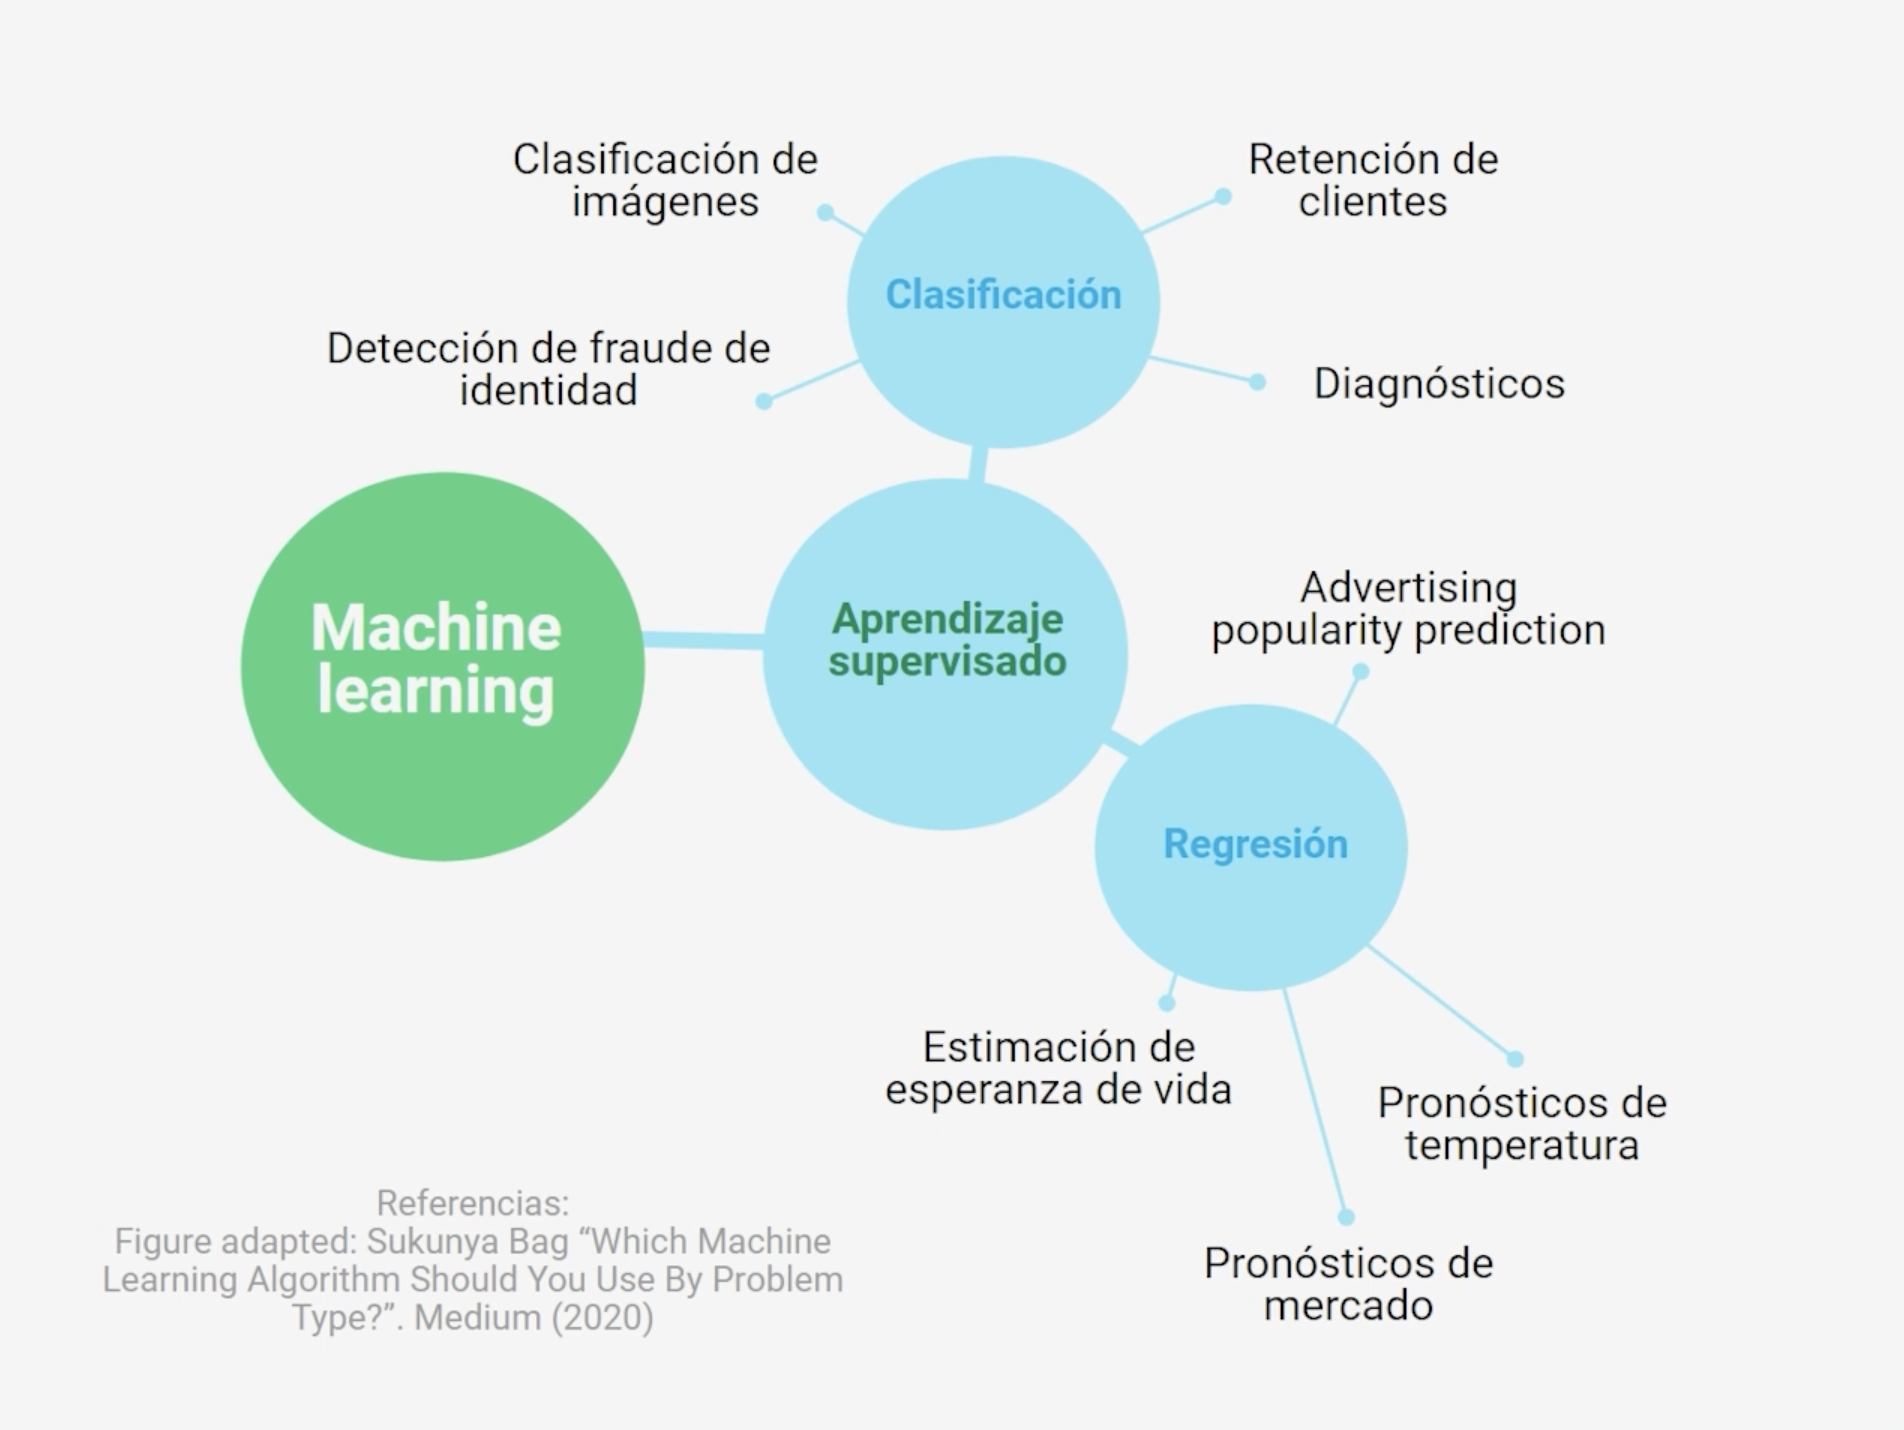 Clasificación de
imágenes
Retención de
clientes
Clasificación
Detección de fraude de
identidad
Diagnósticos
Machine
learning
Aprendizaje
supervisado
Advertising
popularity prediction
Regresión
Estimación de
esperanza de vida
Pronósticos de
temperatura
Pronósticos de
mercado
Referencias:
Figure adapted: Sukunya Bag “Which Machine
Learning Algorithm Should You Use By Problem
Type?”. Medium (2020)